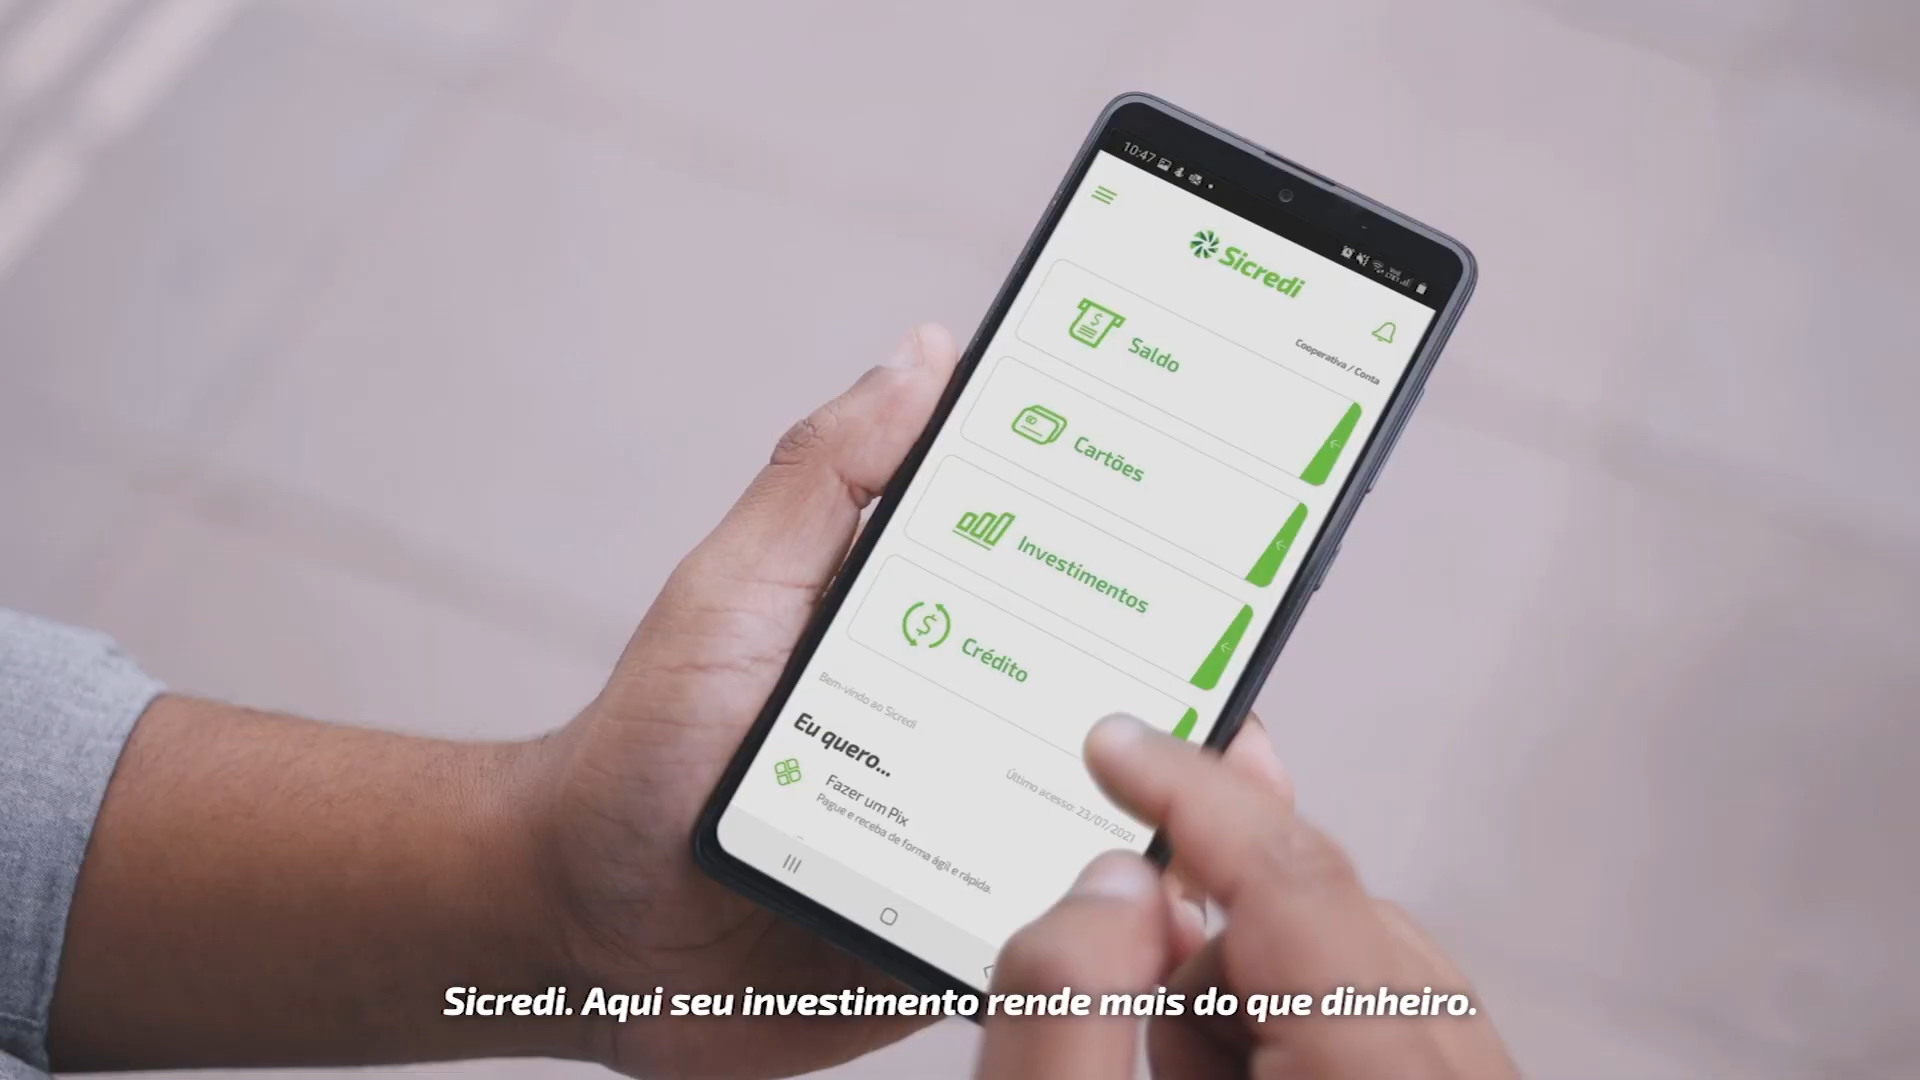 10:47
Sicredi
Cooperativa / Conta
Saldo
Cartões
Investimentos
Crédito
Bem-vindo ao Sicredi
Último acesso: 23/07/2021
Eu quero...
Fazer um Pix
Pague e receba de forma ágil e rápida.
Sicredi. Aqui seu investimento rende mais do que dinheiro.